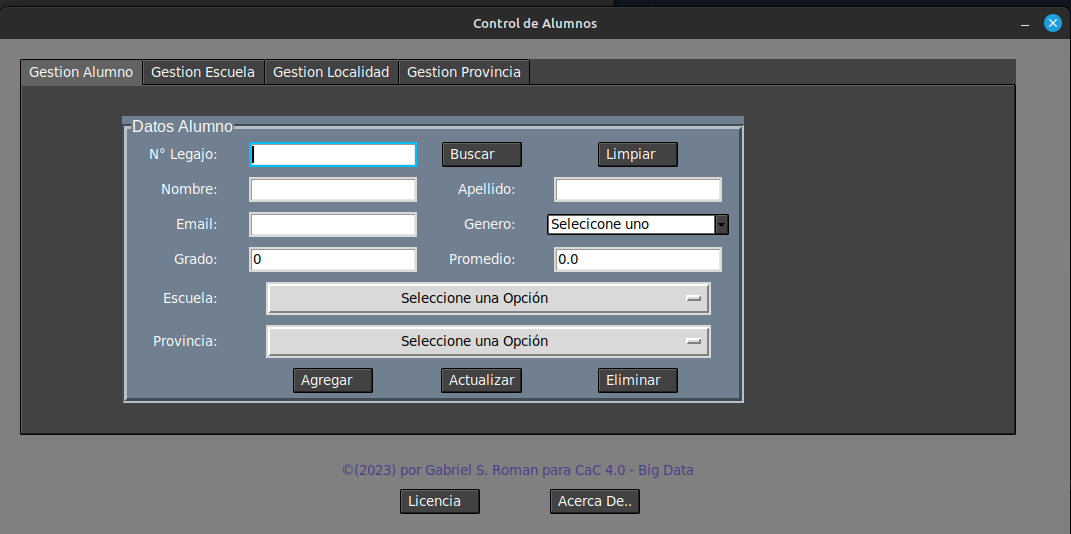 Control de Alumnos
Gestion Alumno Gestion Escuela Gestion Localidad Gestion Provincia
Datos Alumno
N° Legajo: Buscar Limpiar
Nombre: Apellido:
Email: Genero: Selecicone uno
Grado: 0 Promedio: 0.0
Escuela: Seleccione una Opción
Provincia: Seleccione una Opción
Agregar Actualizar Eliminar
©(2023) por Gabriel S. Roman para CaC 4.0 - Big Data
Licencia Acerca De..